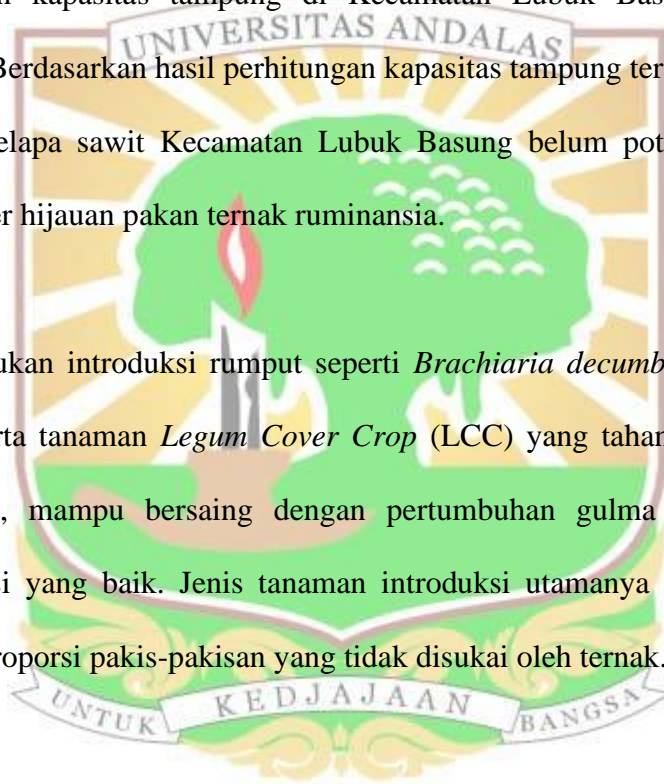 kapasitas tampung di Kecamatan Lubuk Bas
UNIVERSITAS ANDALAS
Berdasarkan hasil perhitungan kapasitas tampung ter
elapa sawit Kecamatan Lubuk Basung belum pot
er hijauan pakan ternak ruminansia.
ukan introduksi rumput seperti Brachiaria decumb
rta tanaman Legum Cover Crop (LCC) yang tahan
, mampu bersaing dengan pertumbuhan gulma
si yang baik. Jenis tanaman introduksi utamanya
roporsi pakis-pakisan yang tidak disukai oleh ternak.
UNTUK KEDJAJAAN BANGSA